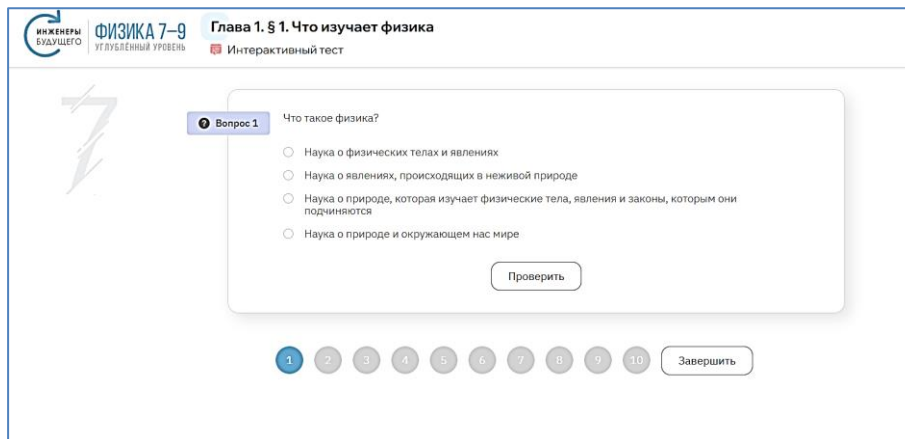 ИНЖЕНЕРЫ
БУДУЩЕГО
ФИЗИКА 7–9
УГЛУБЛЁННЫЙ УРОВЕНЬ
Глава 1. § 1. Что изучает физика
Интерактивный тест
7
Вопрос 1
Что такое физика?
Наука о физических телах и явлениях
Наука о явлениях, происходящих в неживой природе
Наука о природе, которая изучает физические тела, явления и законы, которым они
подчиняются
Наука о природе и окружающем нас мире
Проверить
1 2 3 4 5 6 7 8 9 10 Завершить